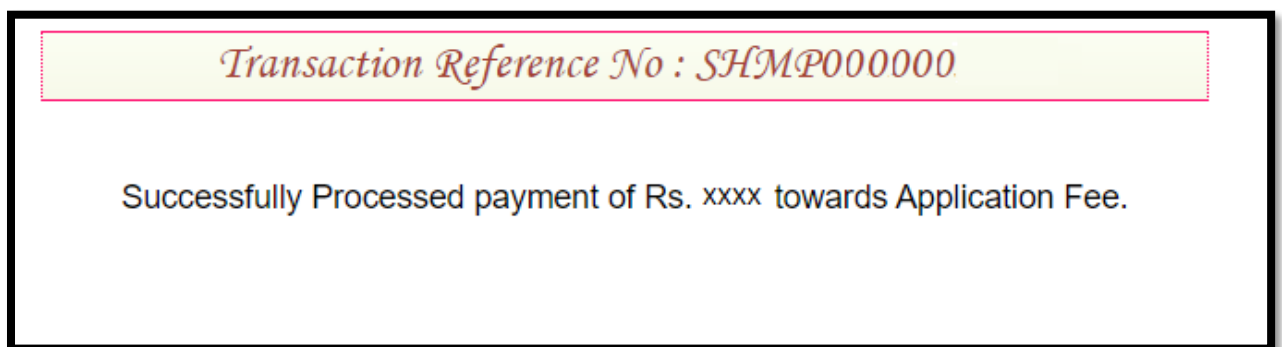 Transaction Reference No : SHMP000000
Successfully Processed payment of Rs. xxxx towards Application Fee.